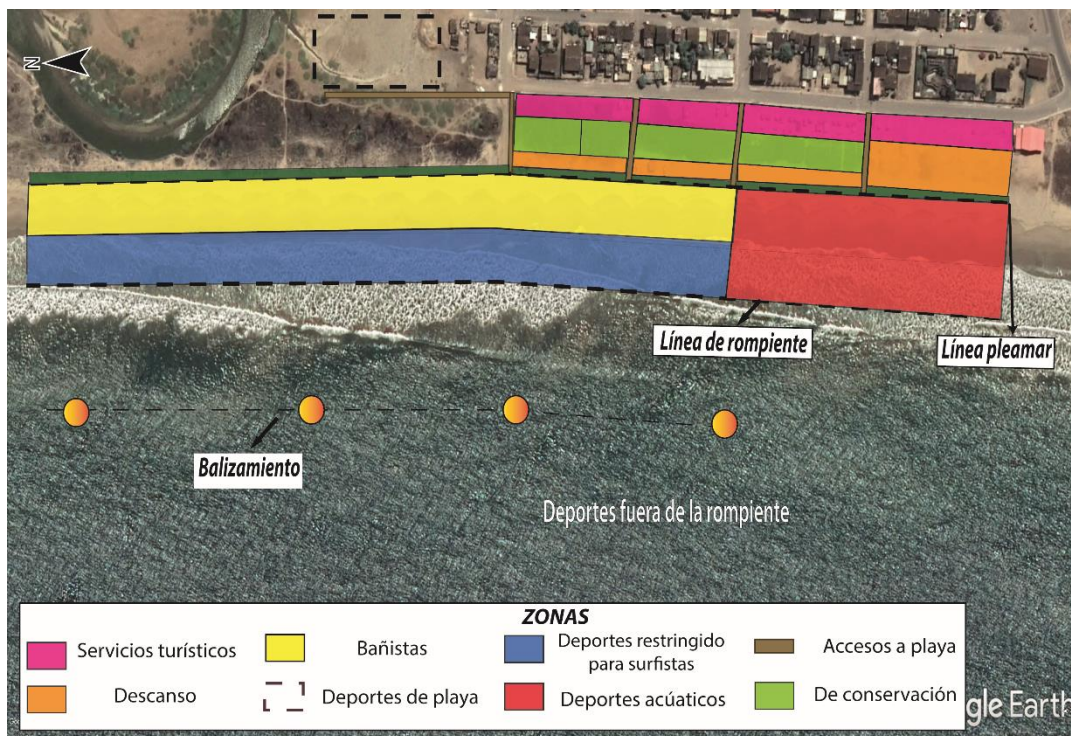 N
Línea de rompiente
Línea pleamar
Balizamiento
Deportes fuera de la rompiente
ZONAS
Servicios turísticos
Bañistas
Deportes restringido
para surfistas
Accesos a playa
Descanso
Deportes de playa
Deportes acúaticos
De conservación
gle Earth